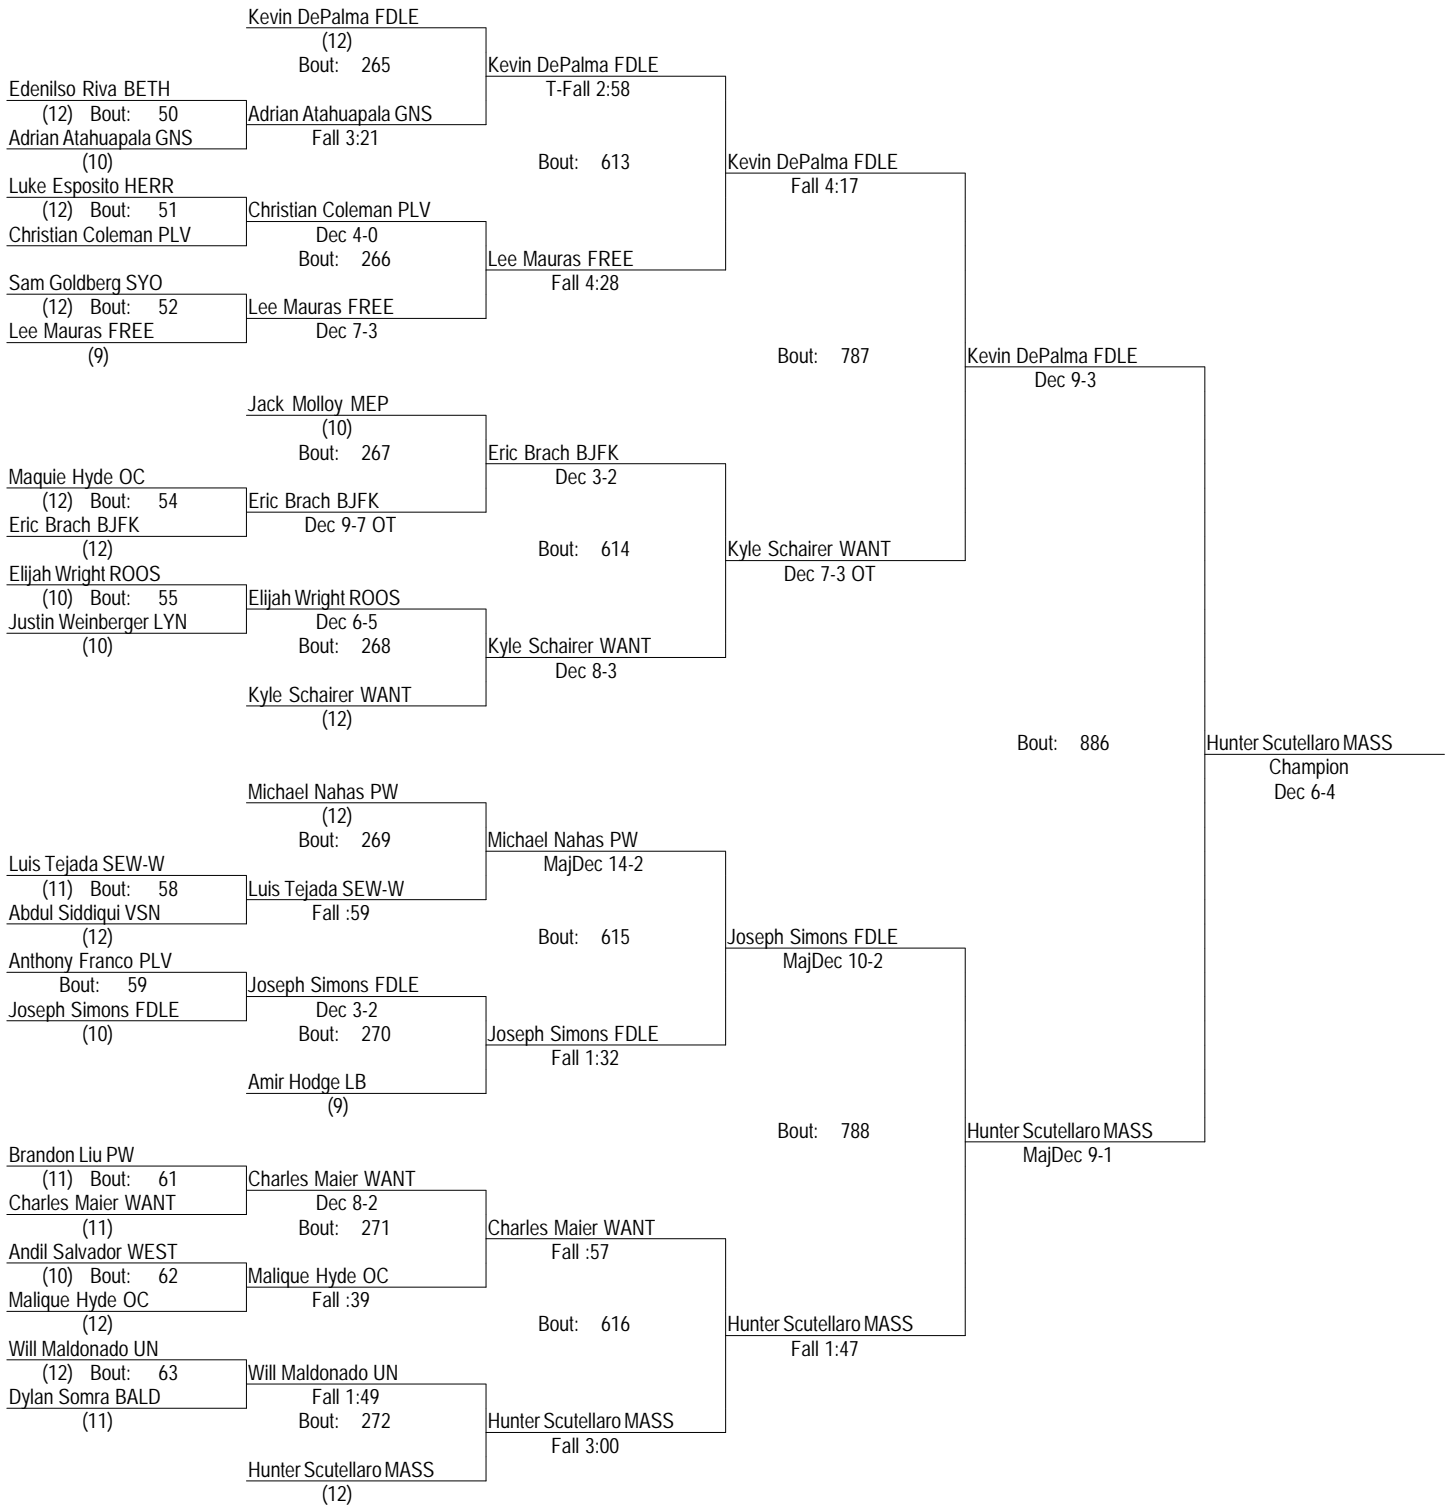 Kevin DePalma FDLE
(12)
Bout: 265
Kevin DePalma FDLE
T-Fall 2:58
Edenilso Riva BETH
(12) Bout: 50
Adrian Atahuapala GNS
Fall 3:21
Adrian Atahuapala GNS
(10)
Bout: 613
Kevin DePalma FDLE
Fall 4:17
Luke Esposito HERR
(12) Bout: 51
Christian Coleman PLV
Dec 4-0
Christian Coleman PLV
Bout: 266
Lee Mauras FREE
Fall 4:28
Sam Goldberg SYO
(12) Bout: 52
Lee Mauras FREE
Dec 7-3
Lee Mauras FREE
(9)
Bout: 787
Kevin DePalma FDLE
Dec 9-3
Jack Molloy MEP
(10)
Bout: 267
Eric Brach BJFK
Dec 3-2
Maquie Hyde OC
(12) Bout: 54
Eric Brach BJFK
Dec 9-7 OT
Eric Brach BJFK
(12)
Bout: 614
Kyle Schairer WANT
Dec 7-3 OT
Elijah Wright ROOS
(10) Bout: 55
Elijah Wright ROOS
Dec 6-5
Justin Weinberger LYN
(10)
Bout: 268
Kyle Schairer WANT
Dec 8-3
Kyle Schairer WANT
(12)
Bout: 886
Hunter Scutellaro MASS
Champion
Dec 6-4
Michael Nahas PW
(12)
Bout: 269
Michael Nahas PW
MajDec 14-2
Luis Tejada SEW-W
(11) Bout: 58
Luis Tejada SEW-W
Fall :59
Abdul Siddiqui VSN
(12)
Bout: 615
Joseph Simons FDLE
MajDec 10-2
Anthony Franco PLV
Bout: 59
Joseph Simons FDLE
Dec 3-2
Joseph Simons FDLE
(10)
Bout: 270
Joseph Simons FDLE
Fall 1:32
Amir Hodge LB
(9)
Bout: 788
Hunter Scutellaro MASS
MajDec 9-1
Brandon Liu PW
(11) Bout: 61
Charles Maier WANT
Dec 8-2
Charles Maier WANT
(11)
Bout: 271
Charles Maier WANT
Fall :57
Andil Salvador WEST
(10) Bout: 62
Malique Hyde OC
Fall :39
Malique Hyde OC
(12)
Bout: 616
Hunter Scutellaro MASS
Fall 1:47
Will Maldonado UN
(12) Bout: 63
Will Maldonado UN
Fall 1:49
Dylan Somra BALD
(11)
Bout: 272
Hunter Scutellaro MASS
Fall 3:00
Hunter Scutellaro MASS
(12)